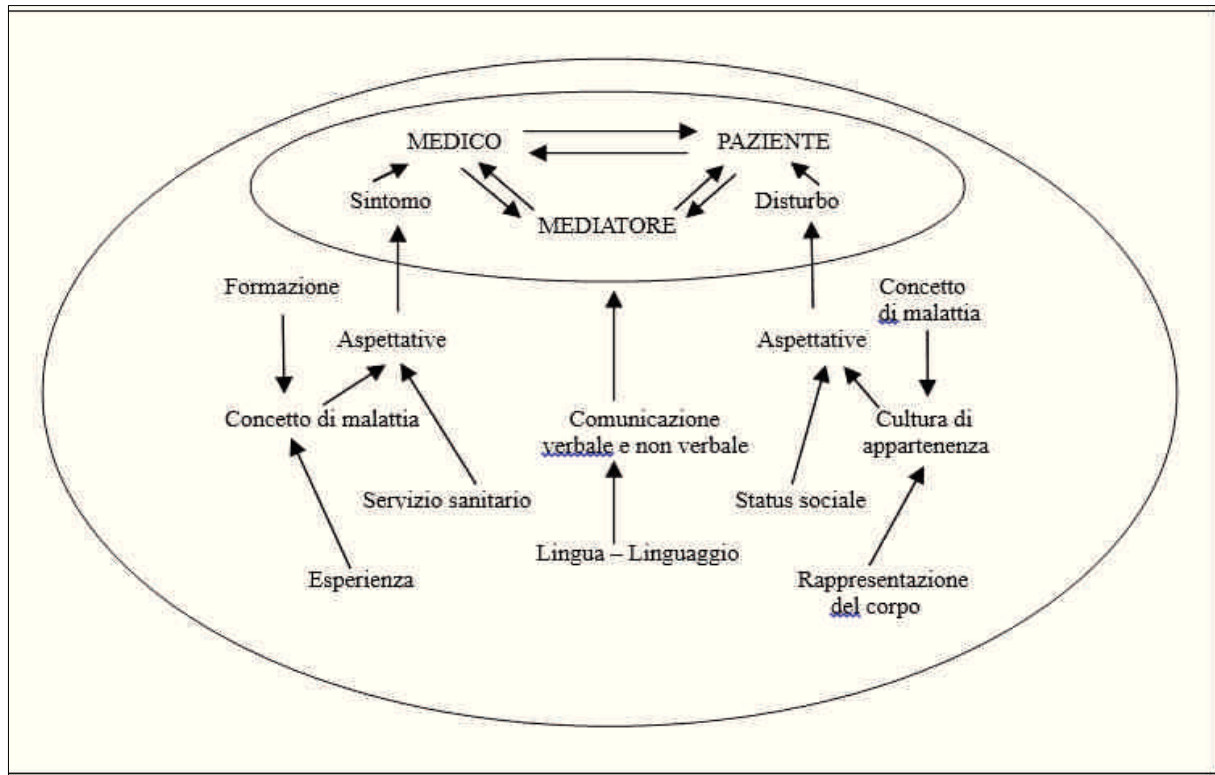 MEDICO
PAZIENTE
Sintomo
Disturbo
MEDIATORE
Formazione
Concetto
di malattia
Aspettative
Aspettative
Concetto di malattia
Comunicazione
verbale e non verbale
Cultura di
appartenenza
Servizio sanitario
Status sociale
Lingua – Linguaggio
Esperienza
Rappresentazione
del corpo